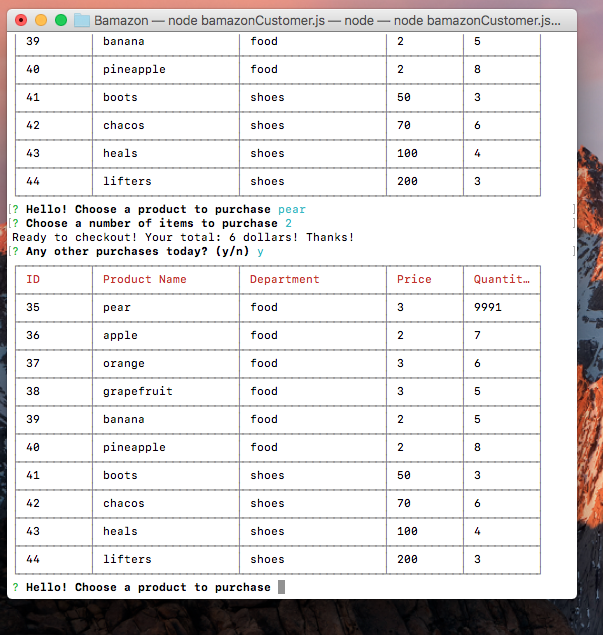 Bamazon — node bamazonCustomer.js — node — node bamazonCustomer.js...
39 banana food 2 5
40 pineapple food 2 8
41 boots shoes 50 3
42 chacos shoes 70 6
43 heals shoes 100 4
44 lifters shoes 200 3
[? Hello! Choose a product to purchase pear ]
[? Choose a number of items to purchase 2 ]
Ready to checkout! Your total: 6 dollars! Thanks!
[? Any other purchases today? (y/n) y ]
ID Product Name Department Price Quantit…
35 pear food 3 9991
36 apple food 2 7
37 orange food 3 6
38 grapefruit food 3 5
39 banana food 2 5
40 pineapple food 2 8
41 boots shoes 50 3
42 chacos shoes 70 6
43 heals shoes 100 4
44 lifters shoes 200 3
? Hello! Choose a product to purchase